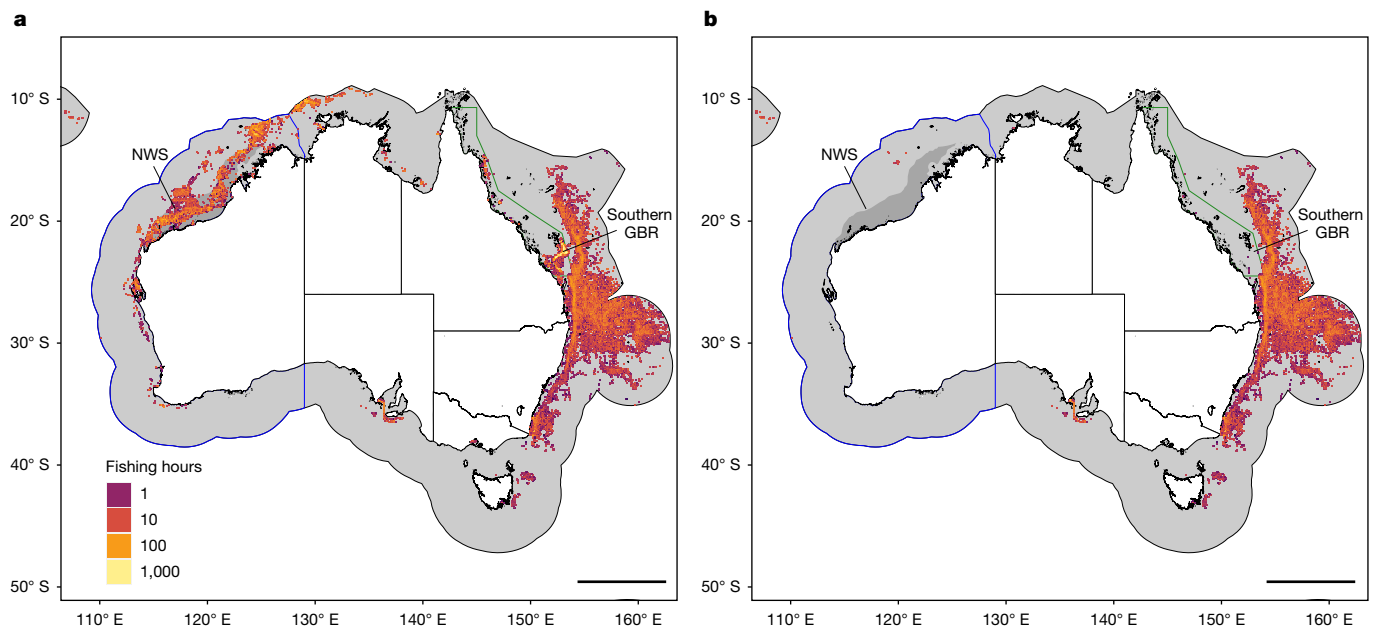 a
b
10° S
20° S
30° S
40° S
50° S
NWS
Southern
GBR
Fishing hours
1
10
100
1,000
110° E
120° E
130° E
140° E
150° E
160° E
10° S
20° S
30° S
40° S
50° S
NWS
Southern
GBR
110° E
120° E
130° E
140° E
150° E
160° E